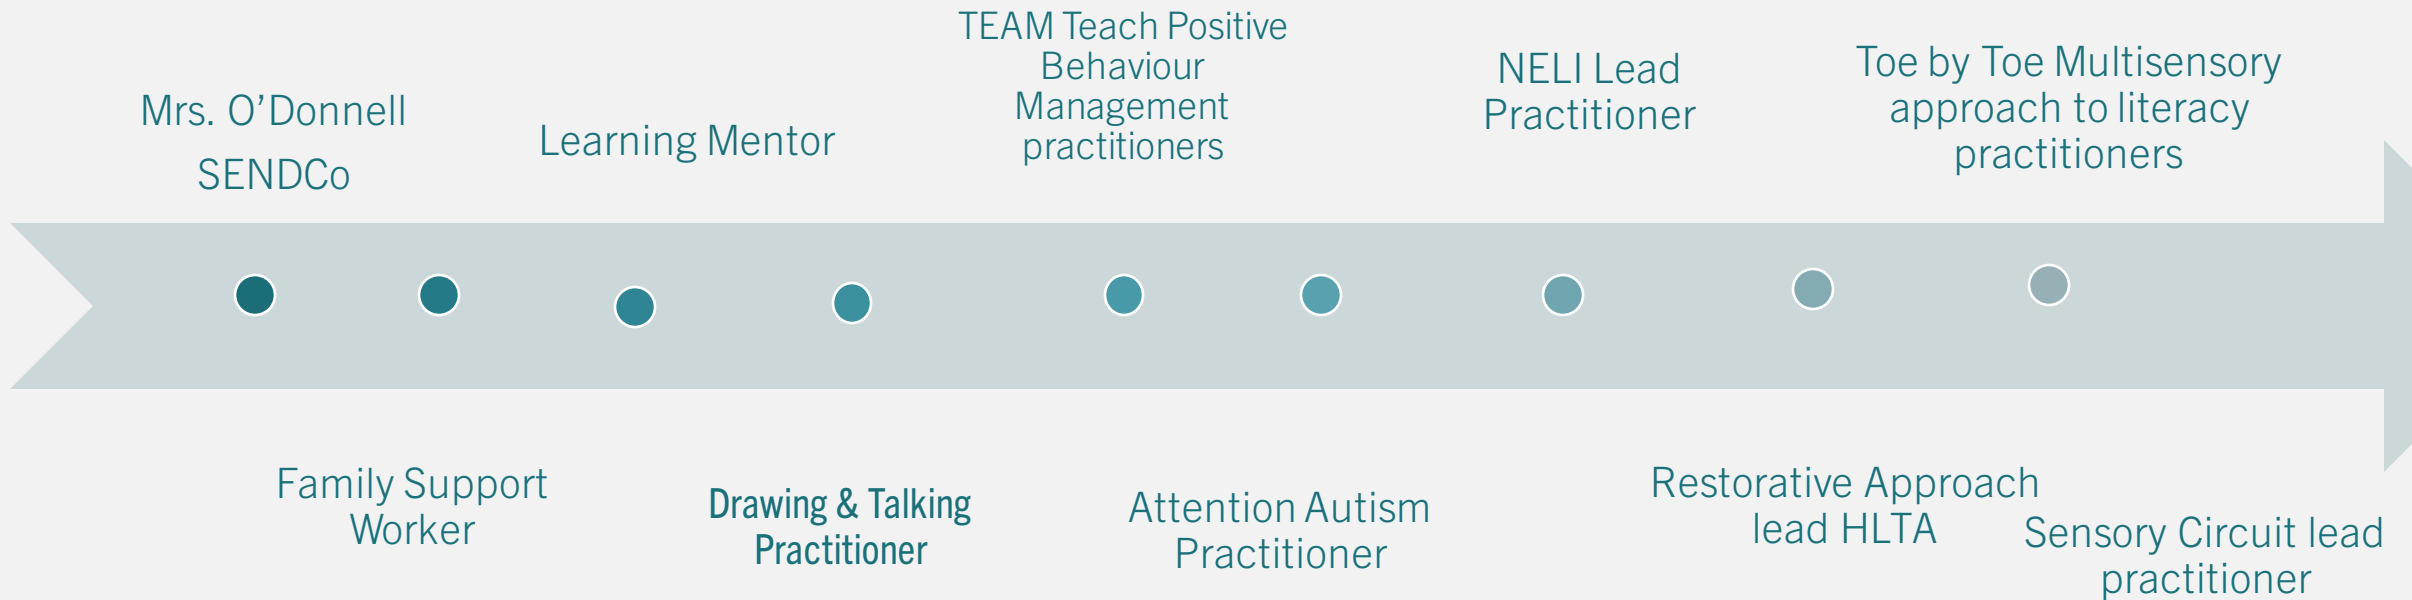 Mrs. O’Donnell
SENDCo
Learning Mentor
TEAM Teach Positive
Behaviour
Management
practitioners
NELI Lead
Practitioner
Toe by Toe Multisensory
approach to literacy
practitioners
Family Support
Worker
Drawing & Talking
Practitioner
Attention Autism
Practitioner
Restorative Approach
lead HLTA
Sensory Circuit lead
practitioner